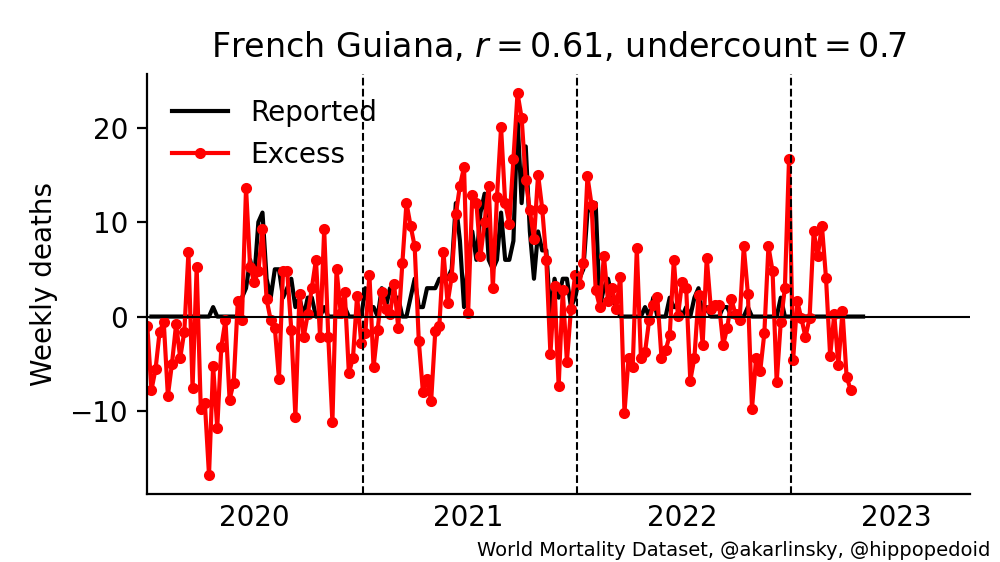 French Guiana, r = 0.61, undercount = 0.7
Reported
Excess
Weekly deaths
20
10
0
−10
2020 2021 2022 2023
World Mortality Dataset, @akarlinsky, @hippopedoid